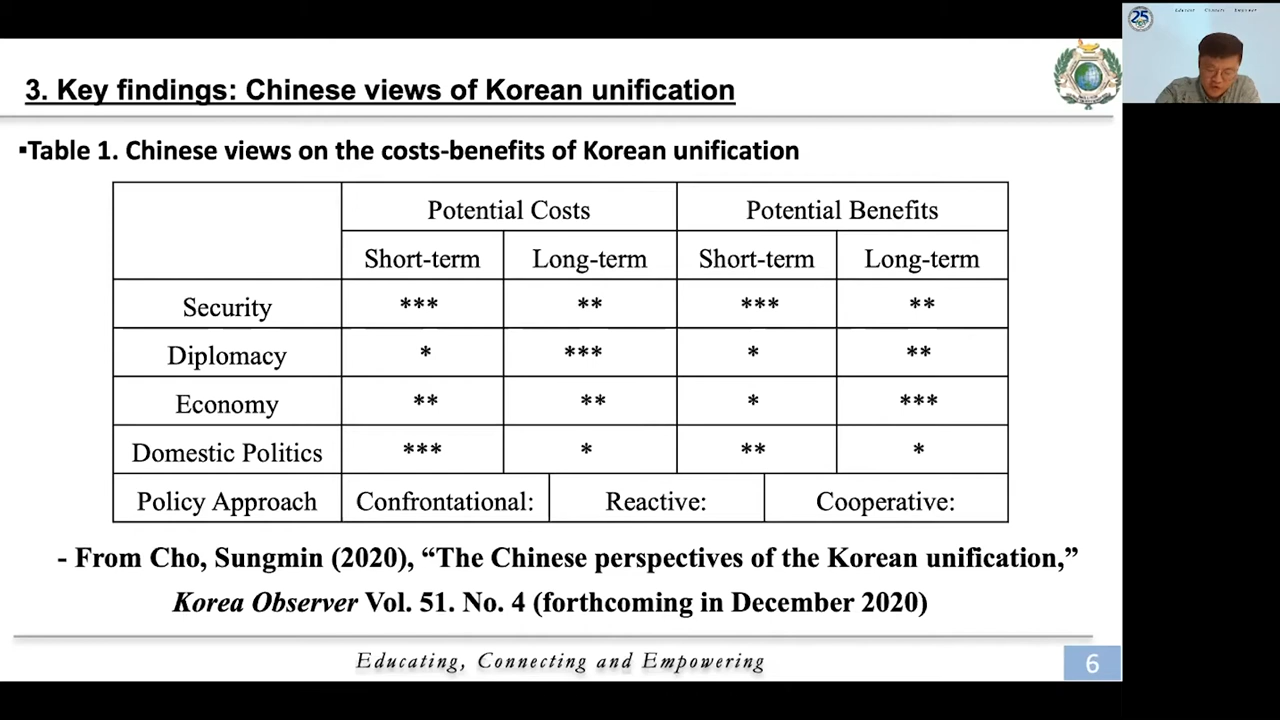 3. Key findings: Chinese views of Korean unification
▪Table 1. Chinese views on the costs-benefits of Korean unification
Potential Costs Potential Benefits
Short-term Long-term Short-term Long-term
Security *** ** *** **
Diplomacy * *** * **
Economy ** ** * ***
Domestic Politics *** * ** *
Policy Approach Confrontational: Reactive: Cooperative:
- From Cho, Sungmin (2020), “The Chinese perspectives of the Korean unification,”
Korea Observer Vol. 51. No. 4 (forthcoming in December 2020)
Educating, Connecting and Empowering
6
25